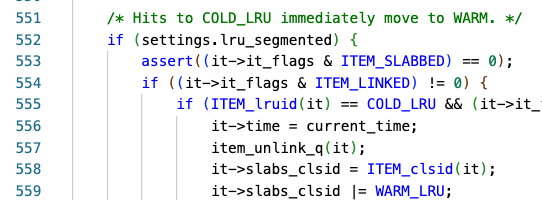 551 /* Hits to COLD_LRU immediately move to WARM. */
552 if (settings.lru_segmented) {
553 assert((it->it_flags & ITEM_SLABBED) == 0);
554 if ((it->it_flags & ITEM_LINKED) != 0) {
555 if (ITEM_lruid(it) == COLD_LRU && (it->it_
556 it->time = current_time;
557 item_unlink_q(it);
558 it->slabs_clsid = ITEM_clsid(it);
559 it->slabs_clsid |= WARM_LRU;